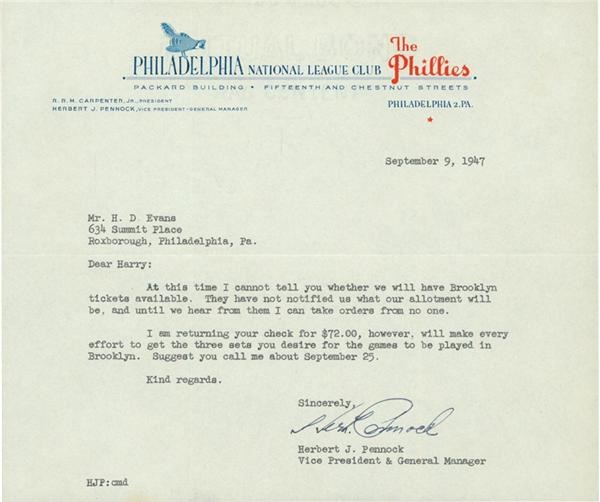 PHILADELPHIA NATIONAL LEAGUE CLUB The Phillies
PACKARD BUILDING • FIFTEENTH AND CHESTNUT STREETS
R. R. M. CARPENTER, JR., PRESIDENT
HERBERT J. PENNOCK, VICE PRESIDENT-GENERAL MANAGER
PHILADELPHIA 2, PA.
September 9, 1947
Mr. H. D. Evans
634 Summit Place
Roxborough, Philadelphia, Pa.
Dear Harry:
At this time I cannot tell you whether we will have Brooklyn
tickets available. They have not notified us what our allotment will
be, and until we hear from them I can take orders from no one.
I am returning your check for $72.00, however, will make every
effort to get the three sets you desire for the games to be played in
Brooklyn. Suggest you call me about September 25.
Kind regards.
Sincerely,
Herb Pennock
Herbert J. Pennock
Vice President & General Manager
HJP:cmd